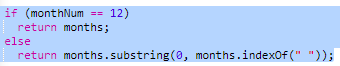 if (monthNum == 12)
  return months;
else
  return months.substring(0, months.indexOf(" "));